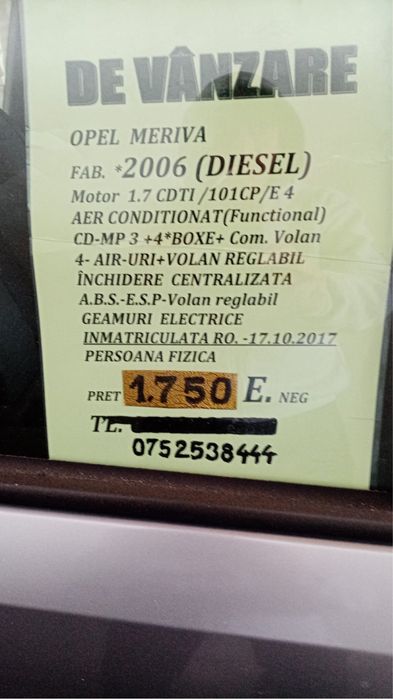 DE VÂNZARE
OPEL MERIVA
FAB. *2006 (DIESEL)
Motor 1.7 CDTI /101CP/E 4
AER CONDITIONAT(Functional)
CD-MP 3 +4*BOXE+ Com. Volan
4- AIR-URI+VOLAN REGLABIL
ÎNCHIDERE CENTRALIZATA
A.B.S.-E.S.P-Volan reglabil
GEAMURI ELECTRICE
INMATRICULATA RO. -17.10.2017
PERSOANA FIZICA
PRET 1.750 E. NEG
TE.
0752538444